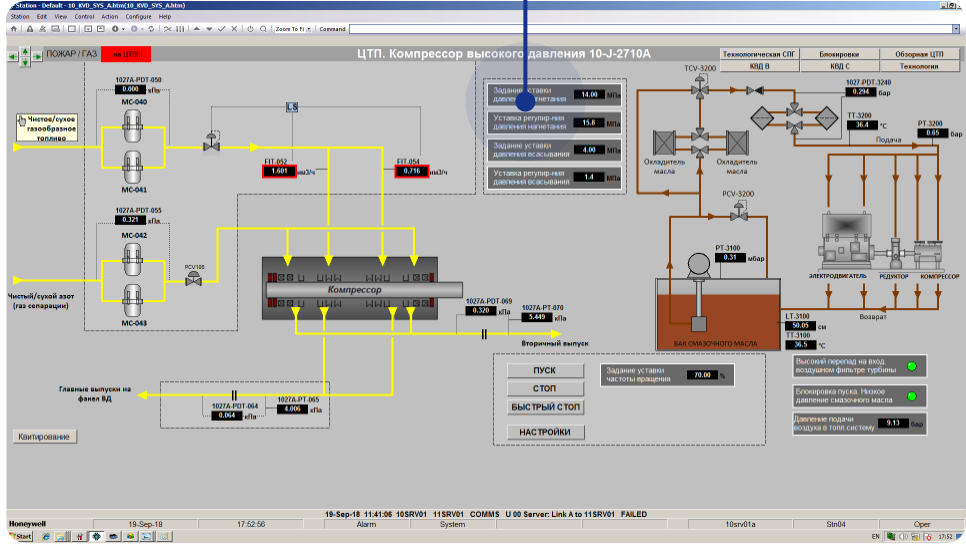 Station - Default - 10_KVD_SYS_A.htm(10_KVD_SYS_A.htm)
Station Edit View Control Action Configure Help
Zoom To Fi Command
ПОЖАР / ГАЗ
на ЦТП!!!
ЦТП. Компрессор высокого давления 10-J-2710A
Технологическая СПГ Блокировки Обзорная ЦТП
КВД B КВД C Технология
1027A-PDT-050
0.000 кПа
MC-040
Чистое/сухое
газообразное
топливо
MC-041
LS
FIT-052
1.601 нм3/ч
FIT-054
0.716 нм3/ч
Задание уставки
давления нагнетания 14.00 МПа
Уставка регулир-ния
давления нагнетания 15.8 МПа
Задание уставки
давления всасывания 4.00 МПа
Уставка регулир-ния
давления всасывания 1.4 МПа
TCV-3200
1027-PDT-3240
0.294 бар
TT-3200
36.4 °C
Подача
PT-3200
0.65 бар
Охладитель
масла
Охладитель
масла
PCV-3200
1027A-PDT-055
0.321 кПа
MC-042
PCV106
Чистый/сухой азот
(газ сепарации)
MC-043
Компрессор
1027A-PDT-069
0.320 кПа
1027A-PT-070
5.449 кПа
Вторичный выпуск
PT-3100
0.31 мбар
ЭЛЕКТРОДВИГАТЕЛЬ РЕДУКТОР КОМПРЕССОР
Возврат
LT-3100
50.05 см
TT-3100
36.5 °C
БАК СМАЗОЧНОГО МАСЛА
Главные выпуски на
факел ВД
1027A-PDT-064
0.064 кПа
1027A-PT-065
4.006 кПа
ПУСК
СТОП
БЫСТРЫЙ СТОП
НАСТРОЙКИ
Задание уставки
частоты вращения 70.00 %
Высокий перепад на вход.
воздушном фильтре турбины
Блокировка пуска. Низкое
давление смазочного масла
Давление подачи
воздуха в топл.систему 9.13 бар
Квитирование
19-Sep-18 11:41:06 10SRV01 11SRV01 COMMS U 00 Server: Link A to 11SRV01 FAILED
Honeywell 19-Sep-18 17:52:56 Alarm System 10srv01a Stn04 Oper
Start EN 17:52